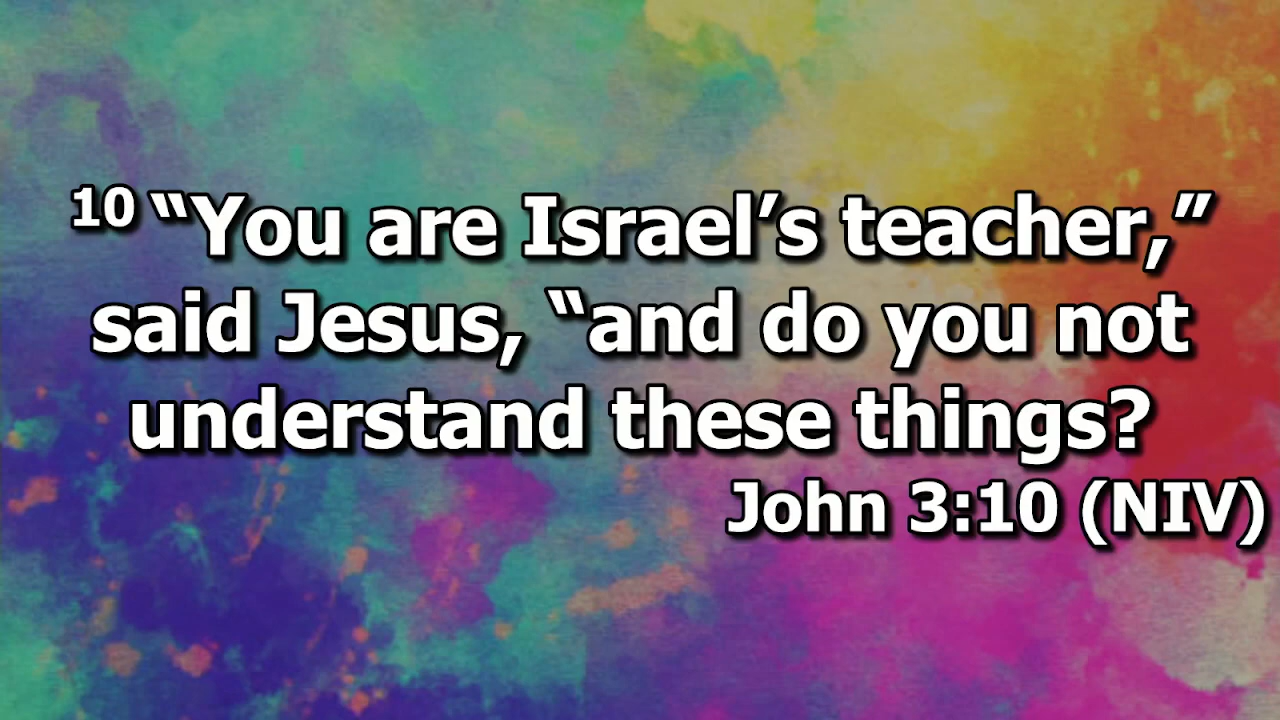 10 “You are Israel’s teacher,”
said Jesus, “and do you not
understand these things?
John 3:10 (NIV)